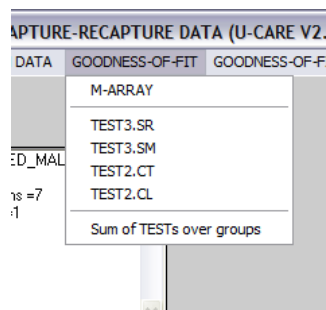 APTURE-RECAPTURE DATA (U-CARE V2.
DATA GOODNESS-OF-FIT GOODNESS-OF-F
M-ARRAY
TEST3.SR
TEST3.SM
ED_MAL
TEST2.CT
TEST2.CL
ns =7
=1
Sum of TESTs over groups